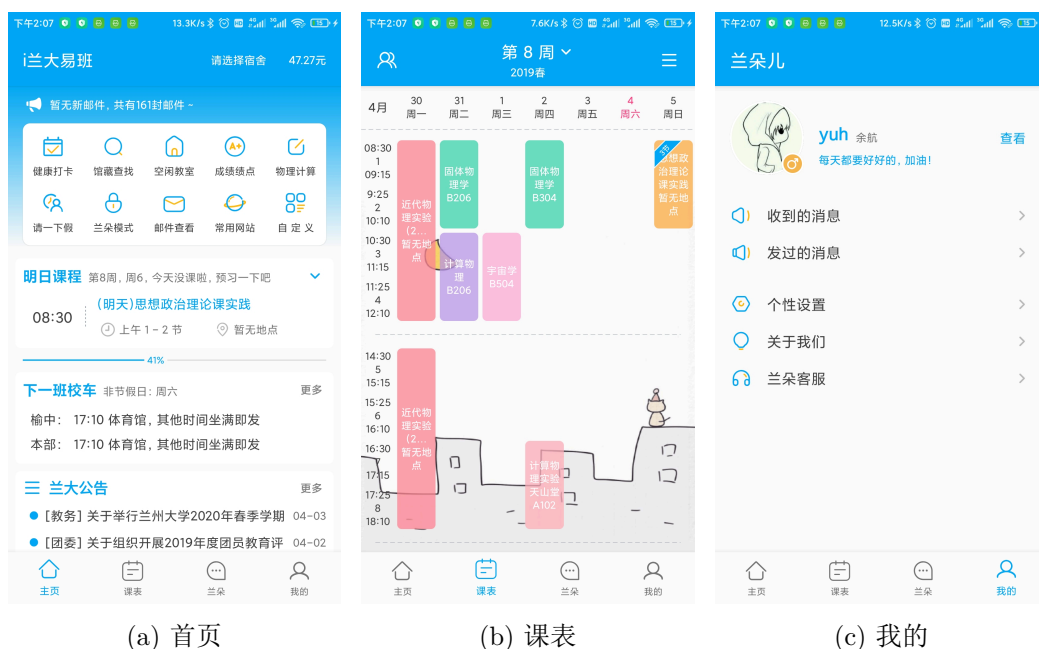 下午2:07 13.3K/s HD 4G 3G 15
i兰大易班 请选择宿舍 47.27元
暂无新邮件, 共有161封邮件 ~
健康打卡 馆藏查找 空闲教室 成绩绩点 物理计算
A+
请一下假 兰朵模式 邮件查看 常用网站 自定义
明日课程 第8周, 周6, 今天没课啦, 预习一下吧
08:30 (明天)思想政治理论课实践
上午 1 - 2 节 暂无地点
41%
下一班校车 非节假日: 周六 更多
榆中: 17:10 体育馆, 其他时间坐满即发
本部: 17:10 体育馆, 其他时间坐满即发
兰大公告 更多
[教务] 关于举行兰州大学2020年春季学期 04-03
[团委] 关于组织开展2019年度团员教育评 04-02
主页 课表 兰朵 我的
(a) 首页
下午2:07 7.6K/s HD 4G 3G 15
第 8 周
2019春
4月 30 31 1 2 3 4 5
周一 周二 周三 周四 周五 周六 周日
08:30
1
09:15
9:25
2
10:10
10:30
3
11:15
11:25
4
12:10
14:30
5
15:15
15:25
6
16:10
16:30
7
17:15
17:25
8
18:10
近代物
理实验
(2...
暂无地
点
固体物
理学
B206
固体物
理学
B304
3节
思想政
治理论
课实践
暂无地
点
计算物
理
B206
宇宙学
B504
近代物
理实验
(2...
暂无地
点
计算物
理实验
天山堂
A102
主页 课表 兰朵 我的
(b) 课表
下午2:07 12.5K/s HD 4G 3G 15
兰朵儿
yuh 余航 查看
每天都要好好的, 加油!
收到的消息
发过的消息
个性设置
关于我们
兰朵客服
主页 课表 兰朵 我的
(c) 我的